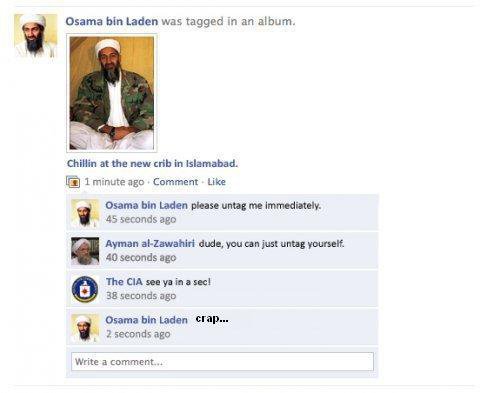 Osama bin Laden was tagged in an album.
Chillin at the new crib in Islamabad.
1 minute ago · Comment · Like
Osama bin Laden please untag me immediately.
45 seconds ago
Ayman al-Zawahiri dude, you can just untag yourself.
40 seconds ago
The CIA see ya in a sec!
38 seconds ago
Osama bin Laden crap...
2 seconds ago
Write a comment...